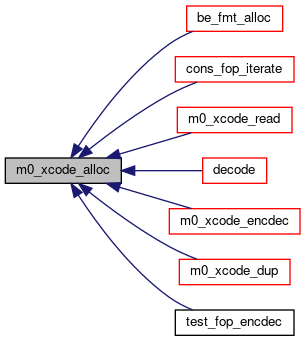 be_fmt_alloc
cons_fop_iterate
m0_xcode_read
m0_xcode_alloc
decode
m0_xcode_encdec
m0_xcode_dup
test_fop_encdec